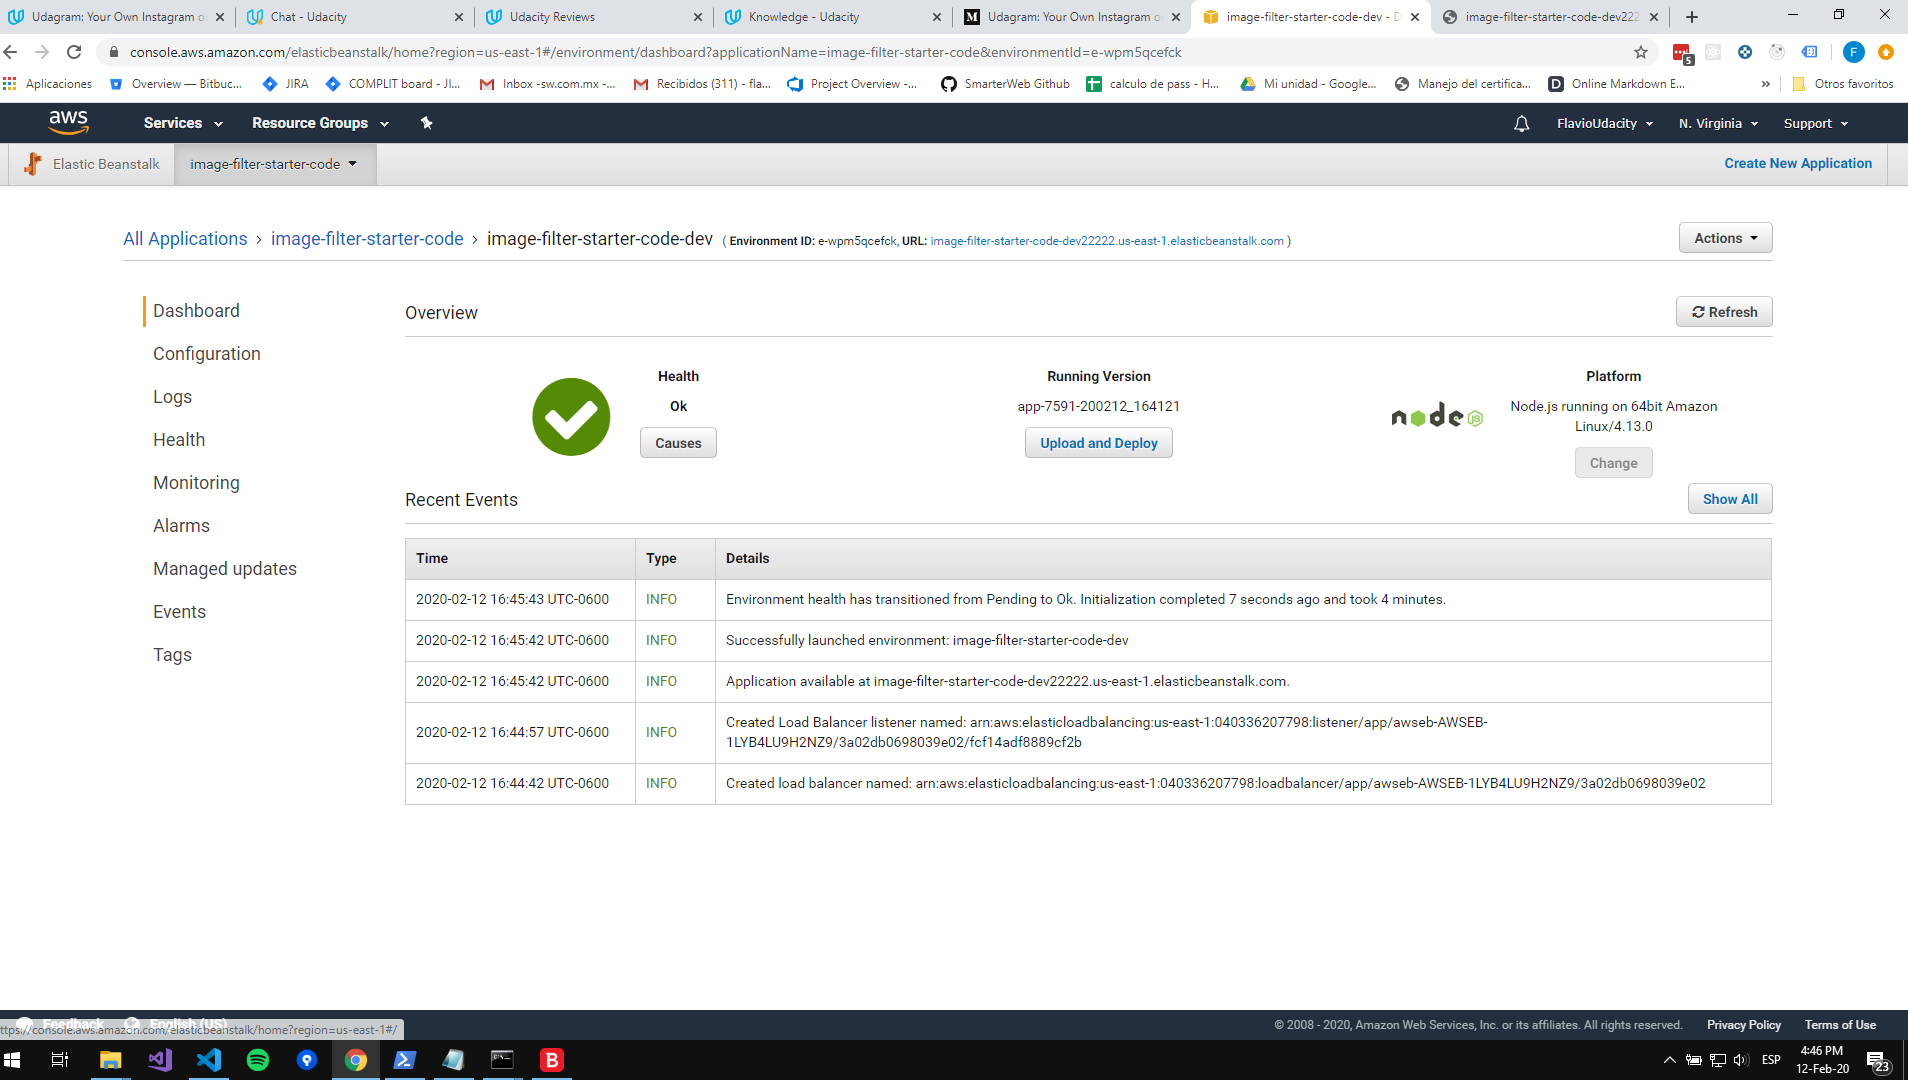 Udagram: Your Own Instagram o
Chat - Udacity
Udacity Reviews
Knowledge - Udacity
Udagram: Your Own Instagram o
image-filter-starter-code-dev - D
image-filter-starter-code-dev222
console.aws.amazon.com/elasticbeanstalk/home?region=us-east-1#/environment/dashboard?applicationName=image-filter-starter-code&environmentId=e-wpm5qcefck
5
F
Aplicaciones
Overview — Bitbuc...
JIRA
COMPLIT board - JI...
Inbox -sw.com.mx -...
Recibidos (311) - fla...
Project Overview -...
SmarterWeb Github
calculo de pass - H...
Mi unidad - Google...
Manejo del certifica...
Online Markdown E...
»
Otros favoritos
aws
Services
Resource Groups
FlavioUdacity
N. Virginia
Support
Elastic Beanstalk
image-filter-starter-code
Create New Application
All Applications > image-filter-starter-code > image-filter-starter-code-dev ( Environment ID: e-wpm5qcefck, URL: image-filter-starter-code-dev22222.us-east-1.elasticbeanstalk.com )
Actions
Dashboard
Configuration
Logs
Health
Monitoring
Alarms
Managed updates
Events
Tags
Overview
Refresh
Health
Ok
Causes
Running Version
app-7591-200212_164121
Upload and Deploy
node JS
Platform
Node.js running on 64bit Amazon
Linux/4.13.0
Change
Recent Events
Show All
Time Type Details
2020-02-12 16:45:43 UTC-0600 INFO Environment health has transitioned from Pending to Ok. Initialization completed 7 seconds ago and took 4 minutes.
2020-02-12 16:45:42 UTC-0600 INFO Successfully launched environment: image-filter-starter-code-dev
2020-02-12 16:45:42 UTC-0600 INFO Application available at image-filter-starter-code-dev22222.us-east-1.elasticbeanstalk.com.
2020-02-12 16:44:57 UTC-0600 INFO Created Load Balancer listener named: arn:aws:elasticloadbalancing:us-east-1:040336207798:listener/app/awseb-AWSEB-
1LYB4LU9H2NZ9/3a02db0698039e02/fcf14adf8889cf2b
2020-02-12 16:44:42 UTC-0600 INFO Created load balancer named: arn:aws:elasticloadbalancing:us-east-1:040336207798:loadbalancer/app/awseb-AWSEB-1LYB4LU9H2NZ9/3a02db0698039e02
Feedback
English (US)
ttps://console.aws.amazon.com/elasticbeanstalk/home?region=us-east-1#/
© 2008 - 2020, Amazon Web Services, Inc. or its affiliates. All rights reserved.
Privacy Policy
Terms of Use
B
ESP
4:46 PM
12-Feb-20
23